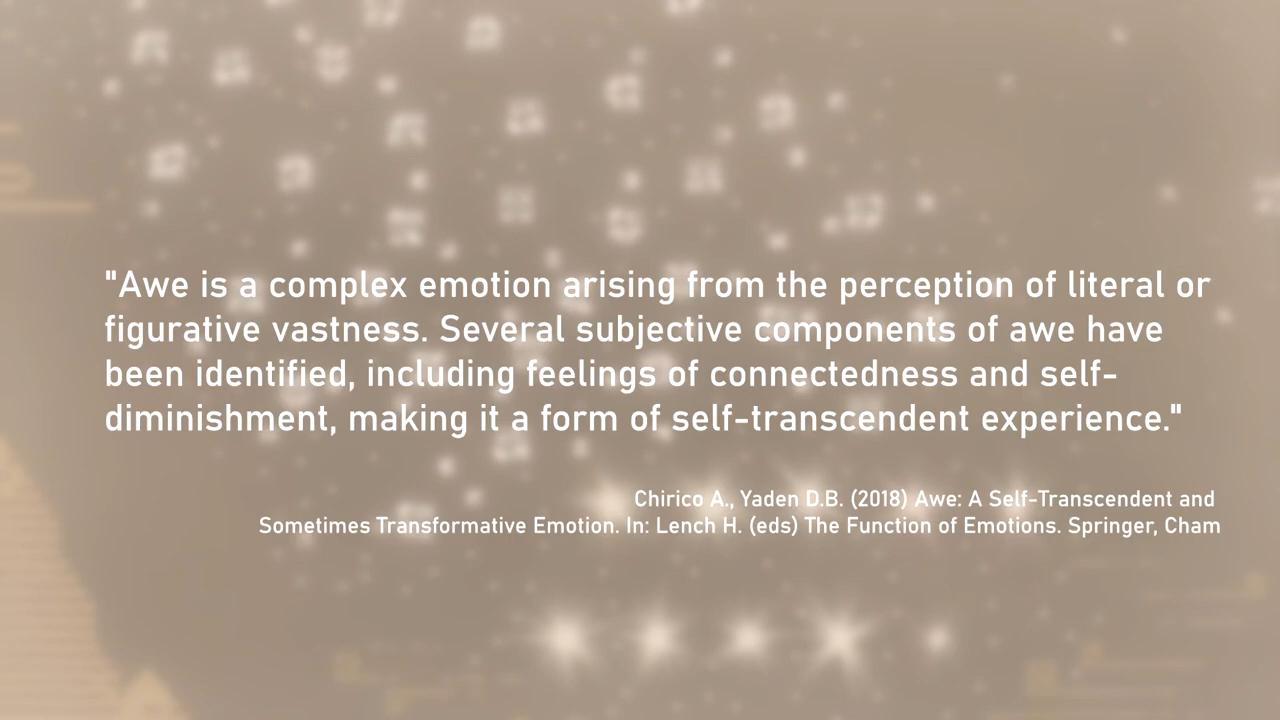 "Awe is a complex emotion arising from the perception of literal or
figurative vastness. Several subjective components of awe have
been identified, including feelings of connectedness and self-
diminishment, making it a form of self-transcendent experience."
Chirico A., Yaden D.B. (2018) Awe: A Self-Transcendent and
Sometimes Transformative Emotion. In: Lench H. (eds) The Function of Emotions. Springer, Cham